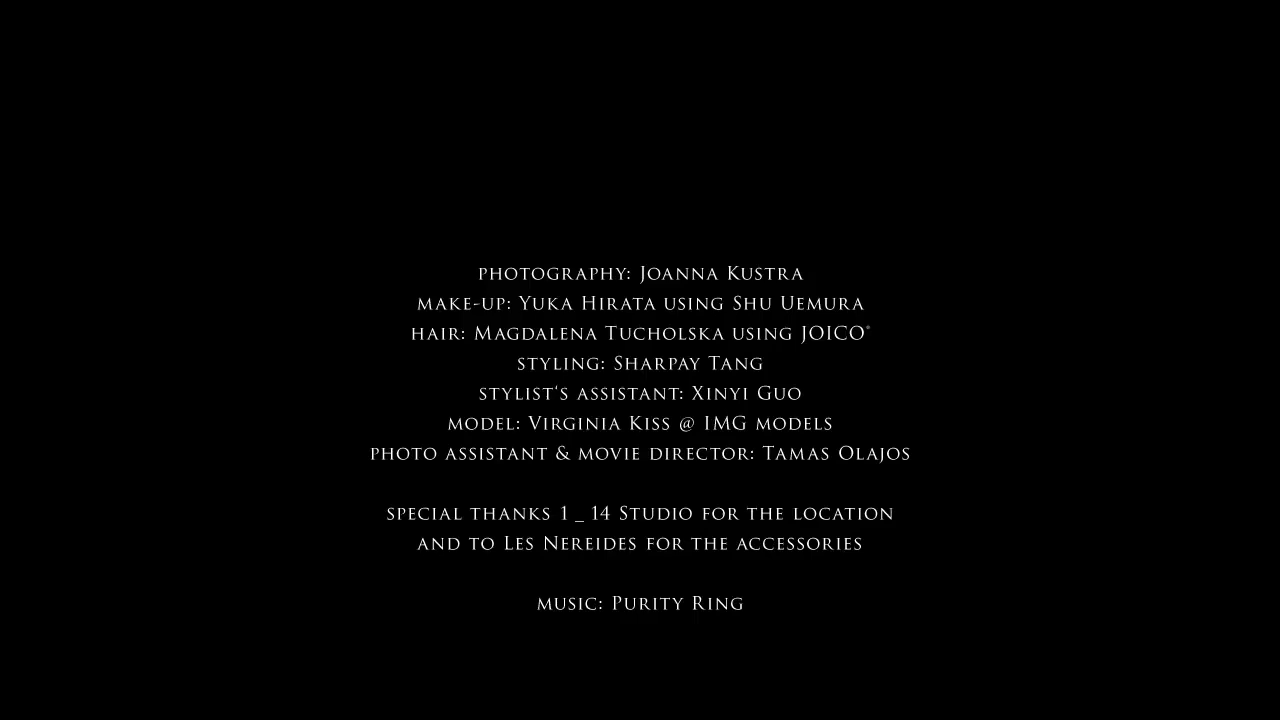 photography: Joanna Kustra
make-up: Yuka Hirata using Shu Uemura
hair: Magdalena Tucholska using JOICO®
styling: Sharpay Tang
stylist‘s assistant: Xinyi Guo
model: Virginia Kiss @ IMG models
photo assistant & movie director: Tamas Olajos
special thanks 1_14 Studio for the location
and to Les Nereides for the accessories
music: Purity Ring